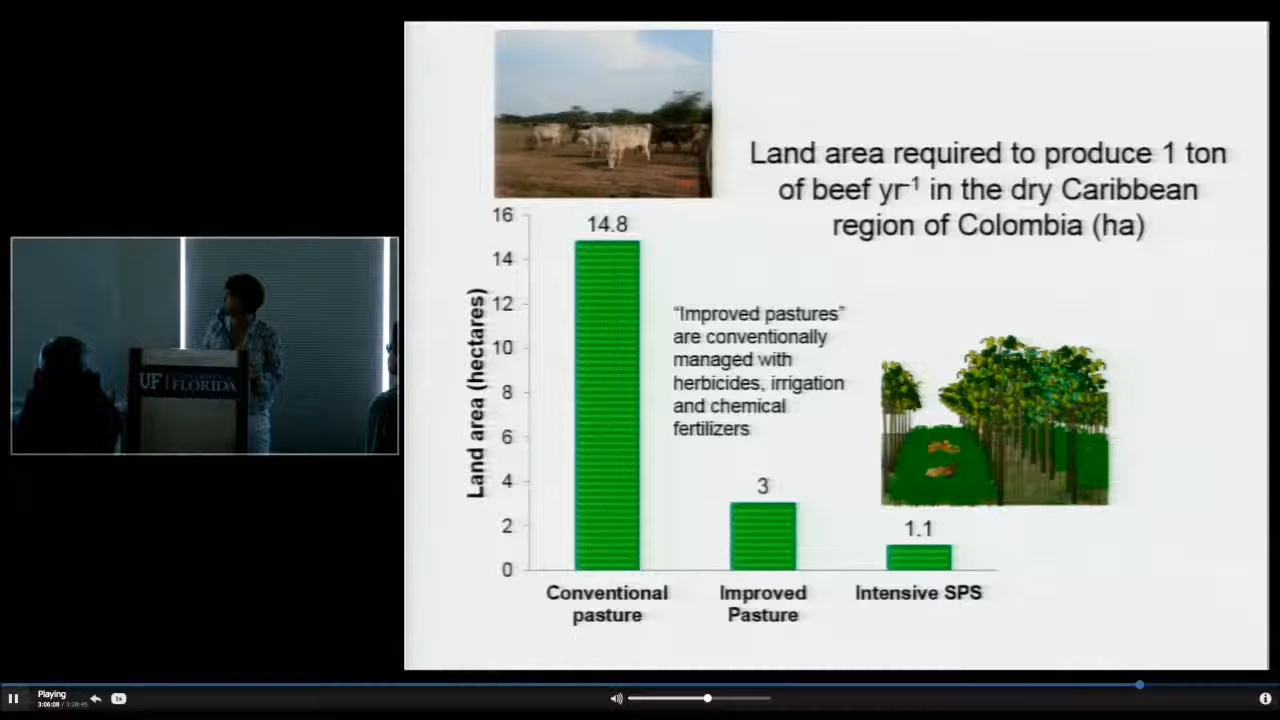 Land area required to produce 1 ton
of beef yr-1 in the dry Caribbean
region of Colombia (ha)
16
14
12
10
8
6
4
2
0
Land area (hectares)
14.8
3
1.1
"Improved pastures"
are conventionally
managed with
herbicides, irrigation
and chemical
fertilizers
Conventional
pasture
Improved
Pasture
Intensive SPS
UF
FLORIDA
Playing
1x